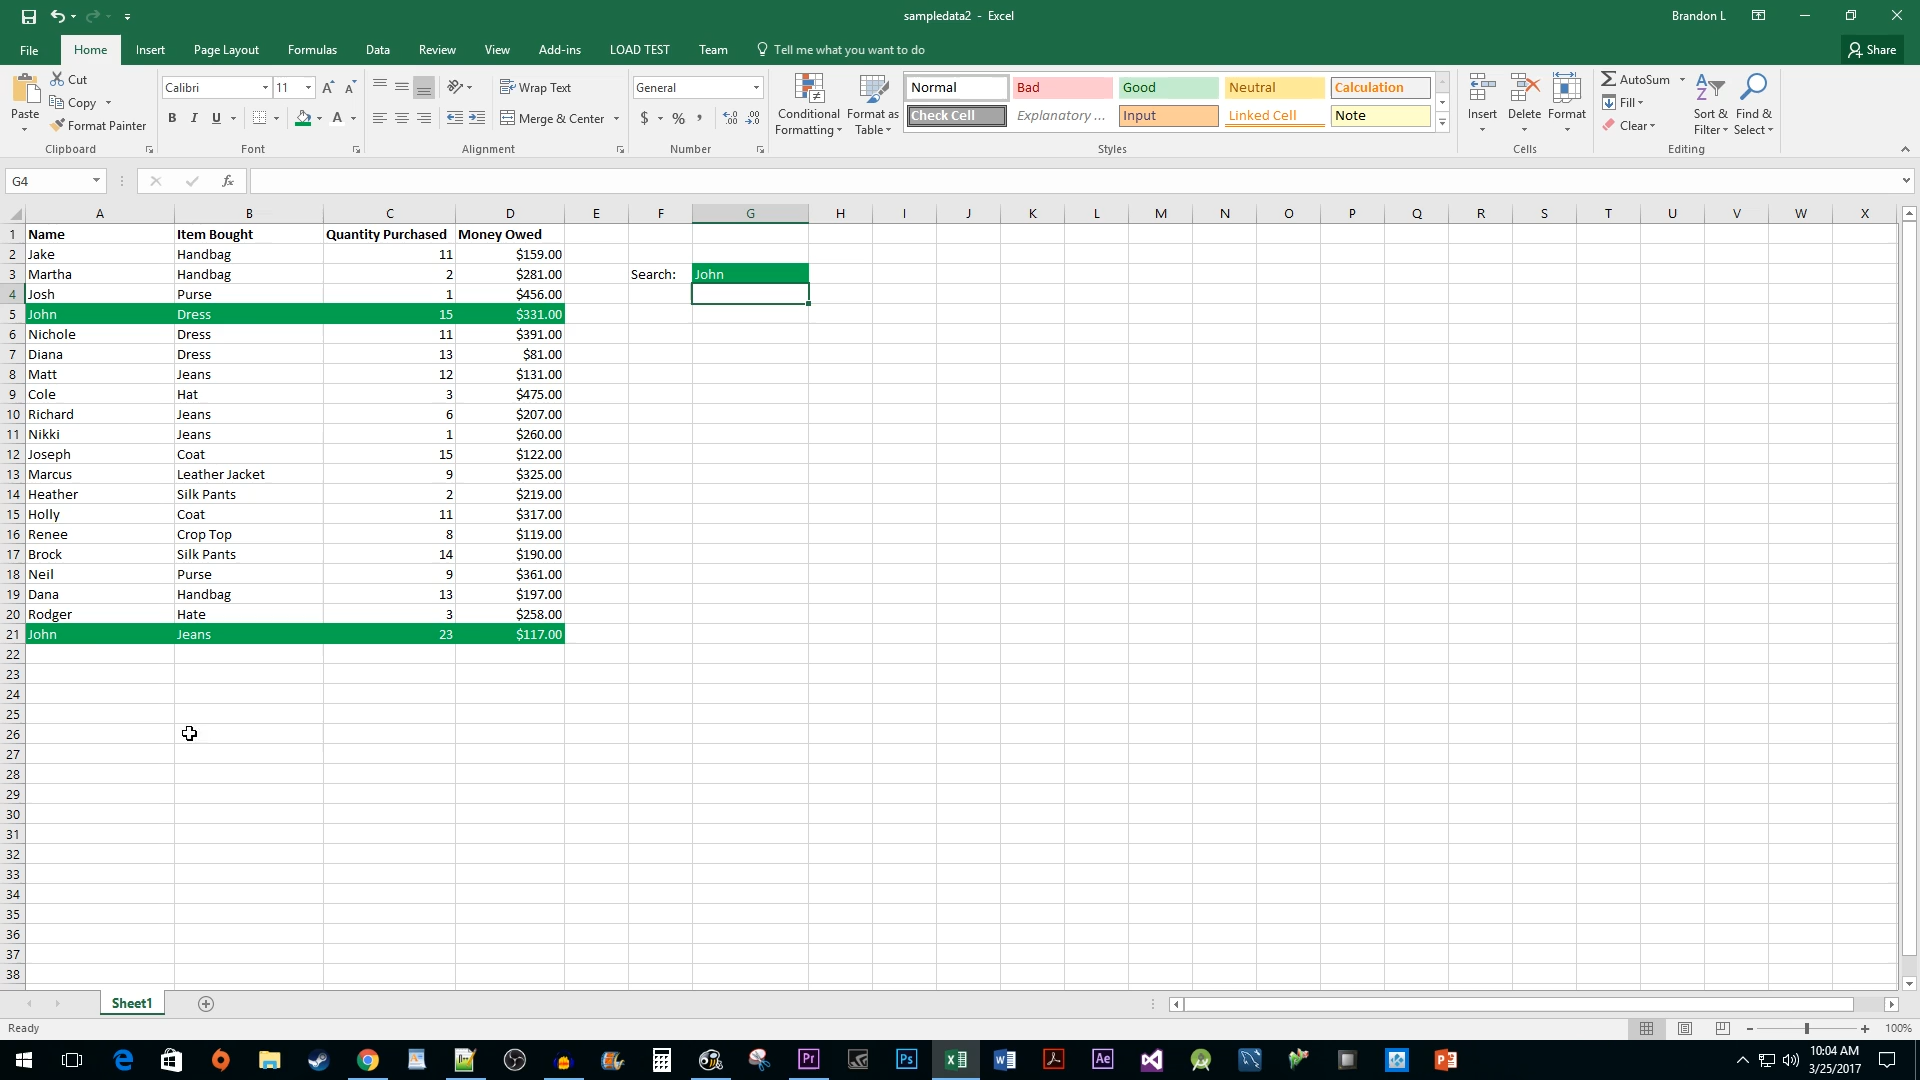 sampledata2 - Excel
Brandon L
File Home Insert Page Layout Formulas Data Review View Add-ins LOAD TEST Team Tell me what you want to do Share
Paste
Cut
Copy
Format Painter
Clipboard
Calibri 11
B I U
Font
Wrap Text
Merge & Center
Alignment
General
$ % ,
Number
Conditional Formatting
Format as Table
Normal Bad Good Neutral Calculation
Check Cell Explanatory ... Input Linked Cell Note
Styles
Insert Delete Format
Cells
AutoSum
Fill
Clear
Sort & Filter
Find & Select
Editing
G4 fx
A B C D E F G H I J K L M N O P Q R S T U V W X
1 Name Item Bought Quantity Purchased Money Owed
2 Jake Handbag 11 $159.00
3 Martha Handbag 2 $281.00 Search: John
4 Josh Purse 1 $456.00
5 John Dress 15 $331.00
6 Nichole Dress 11 $391.00
7 Diana Dress 13 $81.00
8 Matt Jeans 12 $131.00
9 Cole Hat 3 $475.00
10 Richard Jeans 6 $207.00
11 Nikki Jeans 1 $260.00
12 Joseph Coat 15 $122.00
13 Marcus Leather Jacket 9 $325.00
14 Heather Silk Pants 2 $219.00
15 Holly Coat 11 $317.00
16 Renee Crop Top 8 $119.00
17 Brock Silk Pants 14 $190.00
18 Neil Purse 9 $361.00
19 Dana Handbag 13 $197.00
20 Rodger Hate 3 $258.00
21 John Jeans 23 $117.00
22
23
24
25
26
27
28
29
30
31
32
33
34
35
36
37
38
Sheet1
Ready
100%
Pr Ps Ae
10:04 AM
3/25/2017